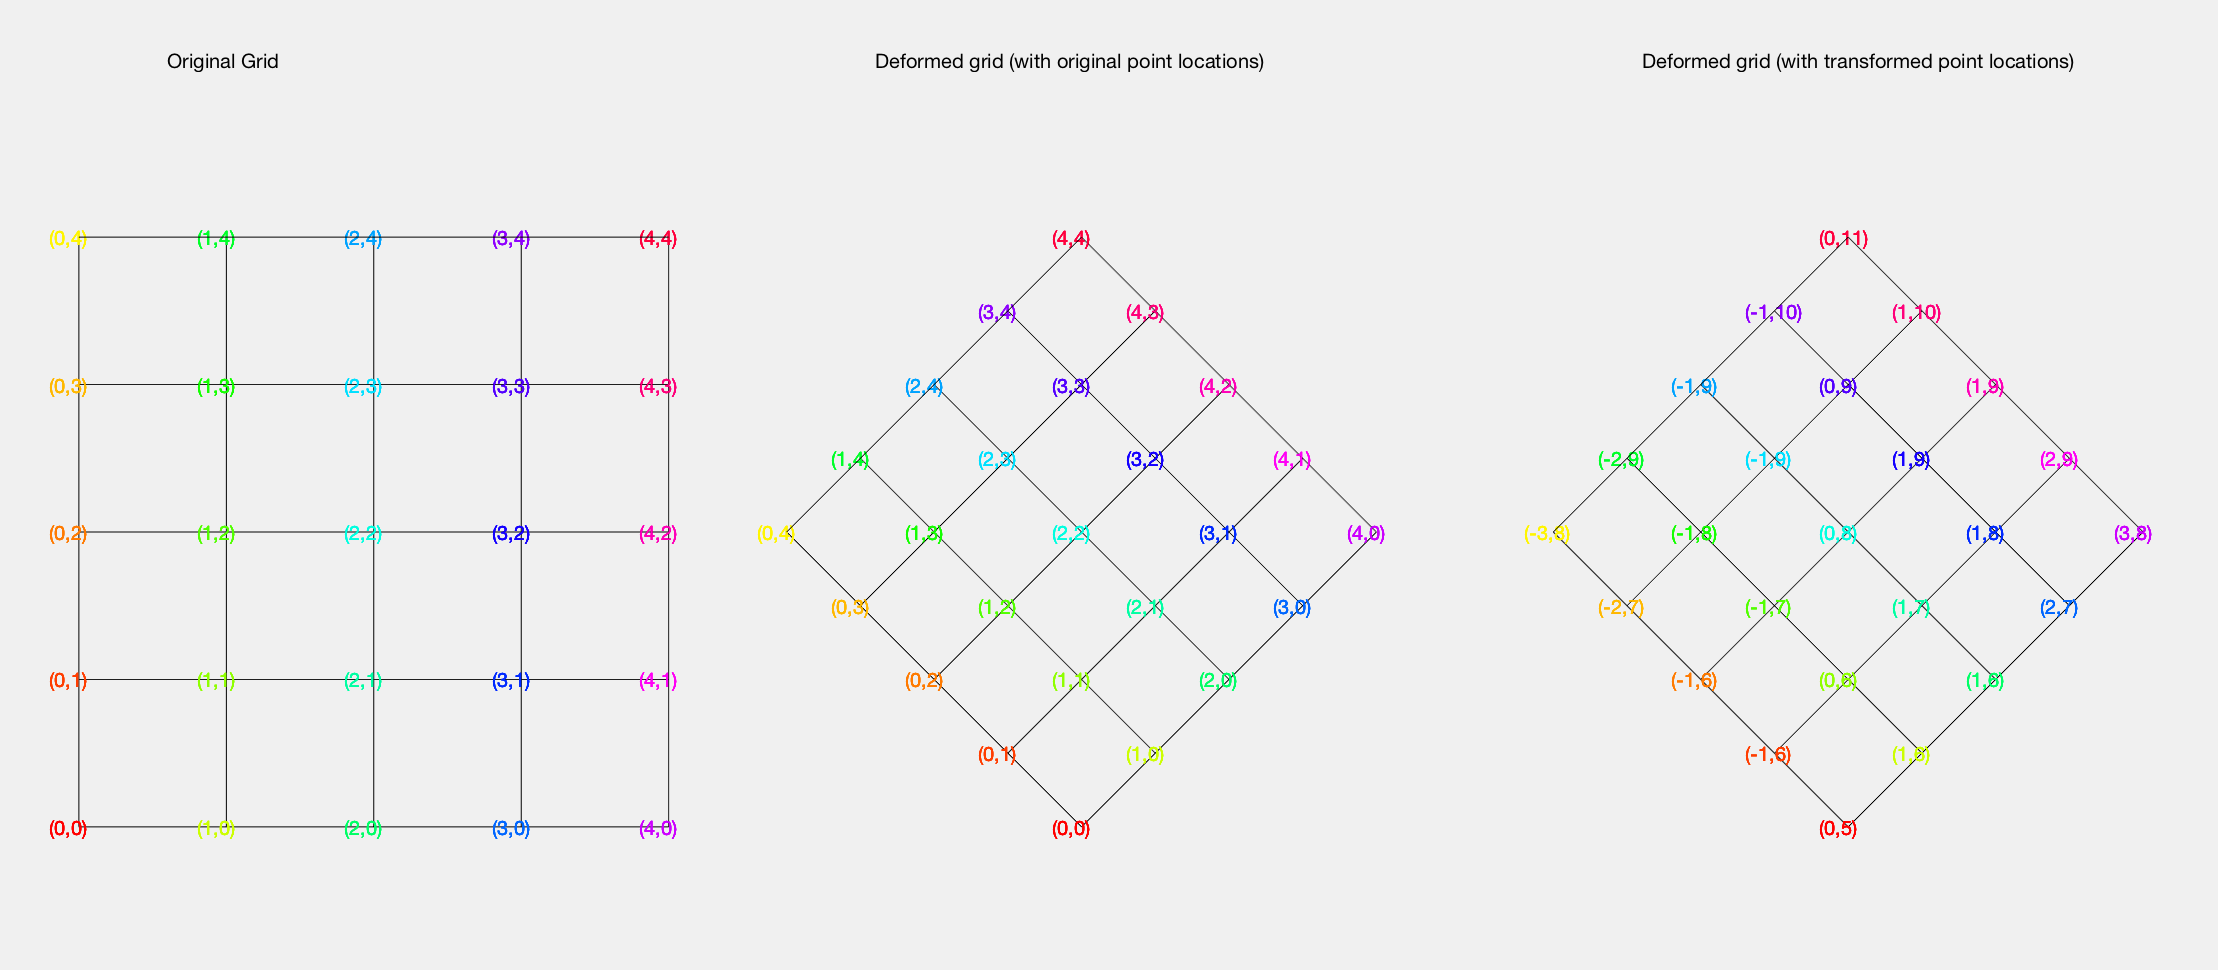 Original Grid
Deformed grid (with original point locations)
Deformed grid (with transformed point locations)
(0,4) (1,4) (2,4) (3,4) (4,4)
(0,3) (1,3) (2,3) (3,3) (4,3)
(0,2) (1,2) (2,2) (3,2) (4,2)
(0,1) (1,1) (2,1) (3,1) (4,1)
(0,0) (1,0) (2,0) (3,0) (4,0)
(4,4)
(3,4) (4,3)
(2,4) (3,3) (4,2)
(1,4) (2,3) (3,2) (4,1)
(0,4) (1,3) (2,2) (3,1) (4,0)
(0,3) (1,2) (2,1) (3,0)
(0,2) (1,1) (2,0)
(0,1) (1,0)
(0,0)
(0,11)
(-1,10) (1,10)
(-1,9) (0,9) (1,9)
(-2,9) (-1,9) (1,9) (2,9)
(-3,8) (-1,8) (0,8) (1,8) (3,8)
(-2,7) (-1,7) (1,7) (2,7)
(-1,6) (0,6) (1,6)
(-1,6) (1,6)
(0,5)